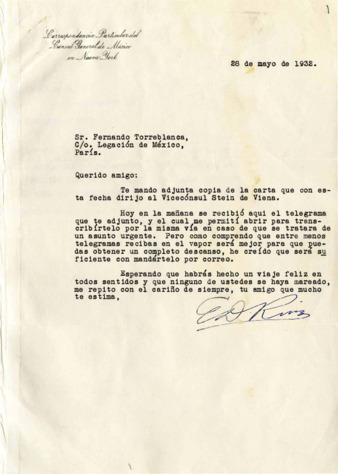 1
Correspondencia Particular del
Consul General de México
en Nueva York
26 de mayo de 1932.
Sr. Fernando Torreblanca,
C/o. Legación de México,
París.
Querido amigo:
Te mando adjunta copia de la carta que con es-
ta fecha dirijo al Vicecónsul Stein de Viena.
Hoy en la mañana se recibió aquí el telegrama
que te adjunto, y el cual me permití abrir para trans-
cribírtelo por la misma vía en caso de que se tratara de
un asunto urgente. Pero como comprendo que entre menos
telegramas recibas en el vapor será mejor para que pue-
das obtener un completo descanso, he creído que será su
ficiente con mandártelo por correo.
Esperando que habrás hecho un viaje feliz en
todos sentidos y que ninguno de ustedes se haya mareado,
me repito con el cariño de siempre, tu amigo que mucho
te estima,